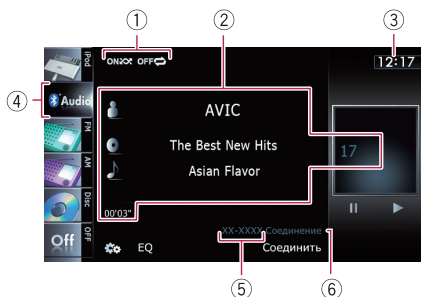 ① ② ③
ON OFF 12:17
iPod
④ Audio
AVIC
FM
The Best New Hits
17
AM
Asian Flavor
Disc
00'03"
OFF
Off
EQ
XX-XXXX Соединение
Соединить
⑤ ⑥